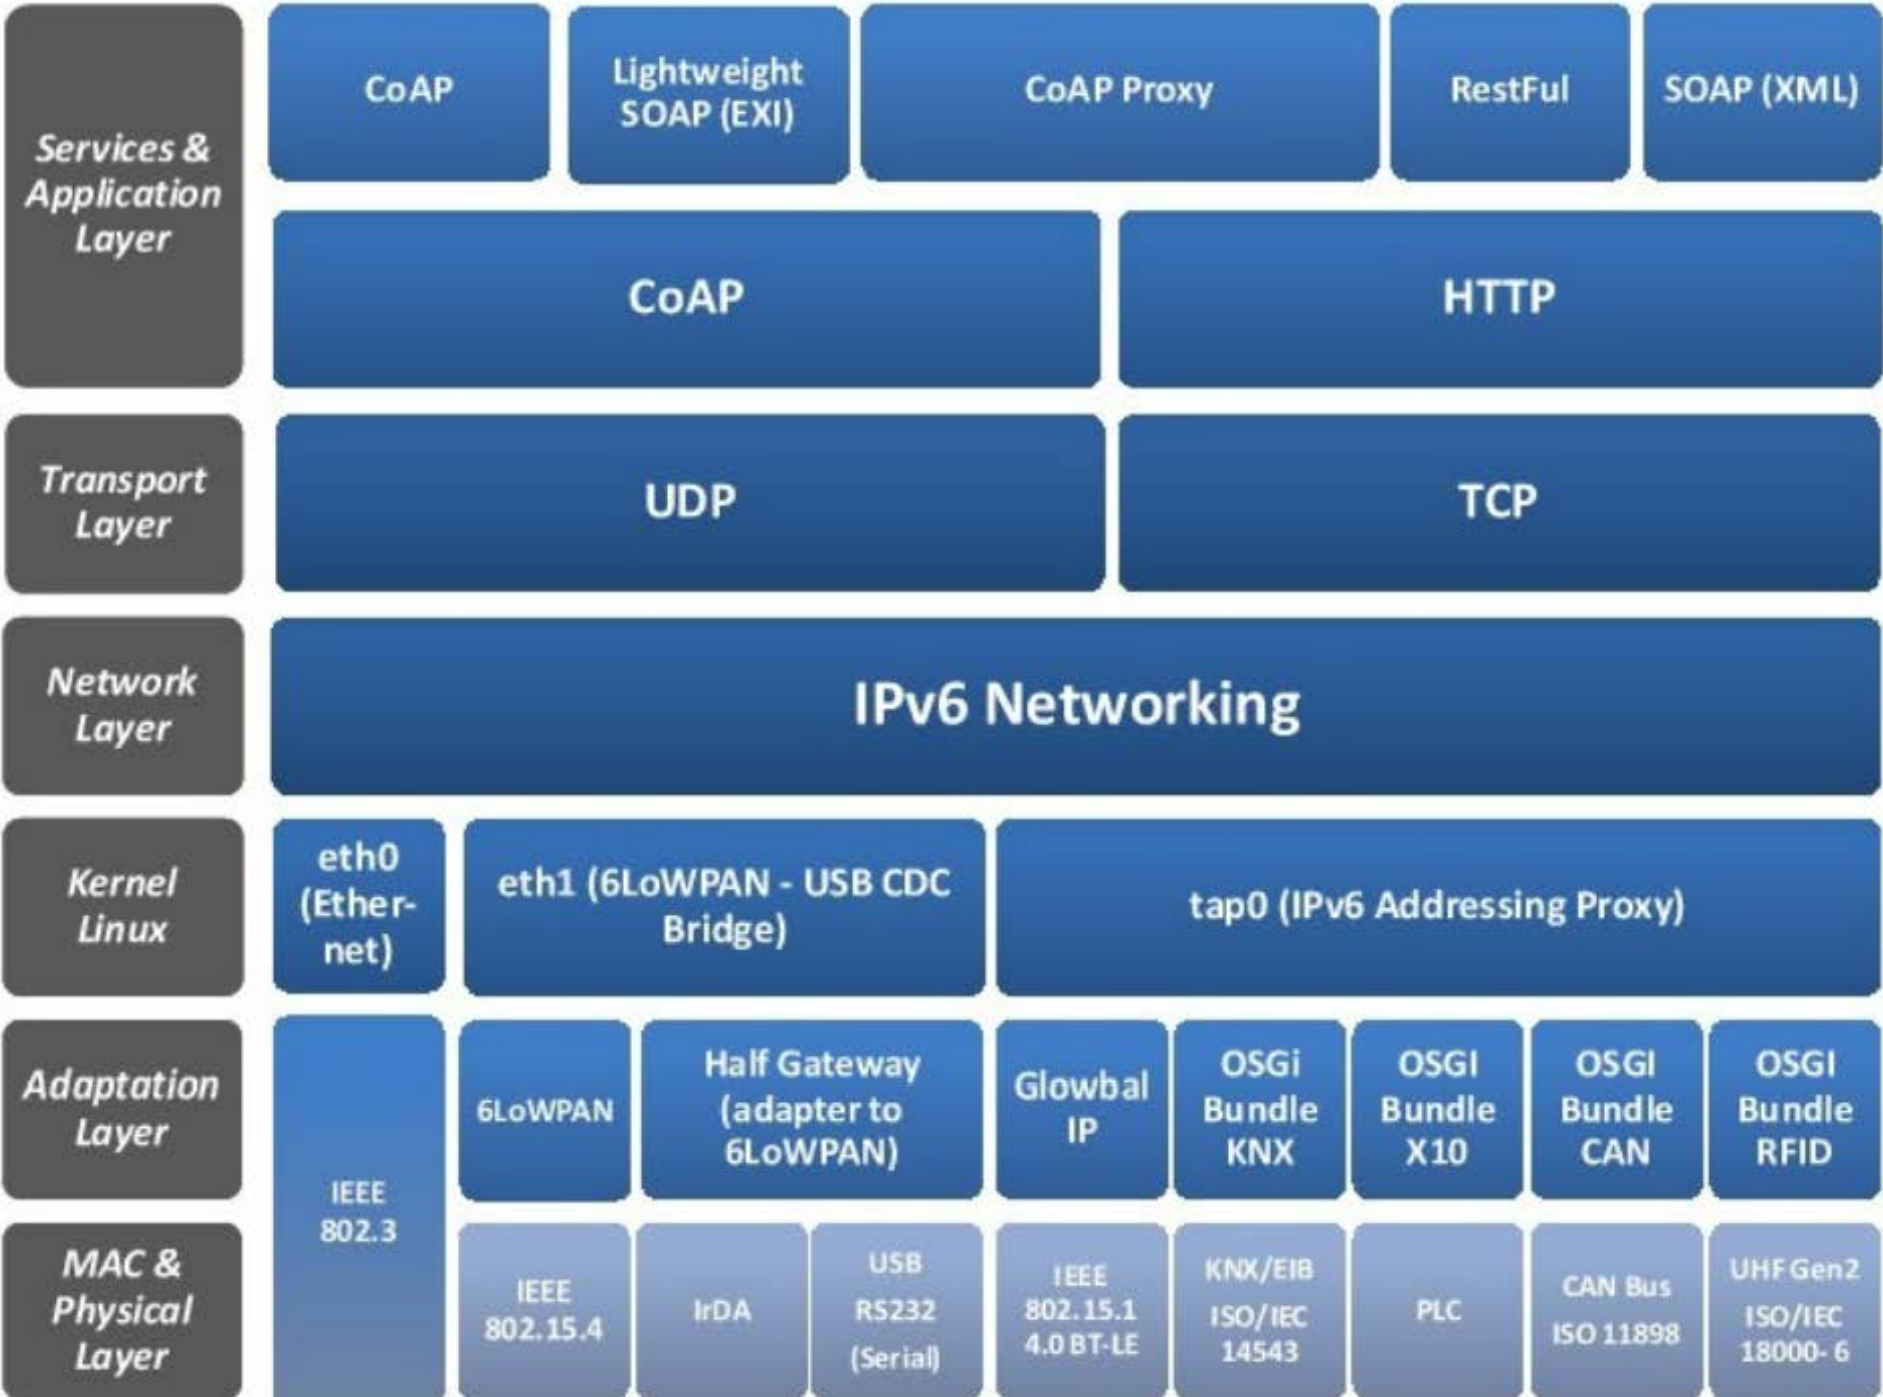 Services &
Application
Layer
CoAP
Lightweight
SOAP (EXI)
CoAP Proxy
RestFul
SOAP (XML)
CoAP
HTTP
Transport
Layer
UDP
TCP
Network
Layer
IPv6 Networking
Kernel
Linux
eth0
(Ether-
net)
eth1 (6LoWPAN - USB CDC
Bridge)
tap0 (IPv6 Addressing Proxy)
Adaptation
Layer
IEEE
802.3
6LoWPAN
Half Gateway
(adapter to
6LoWPAN)
Glowbal
IP
OSGi
Bundle
KNX
OSGI
Bundle
X10
OSGI
Bundle
CAN
OSGI
Bundle
RFID
MAC &
Physical
Layer
IEEE
802.15.4
IrDA
USB
RS232
(Serial)
IEEE
802.15.1
4.0 BT-LE
KNX/EIB
ISO/IEC
14543
PLC
CAN Bus
ISO 11898
UHF Gen2
ISO/IEC
18000- 6